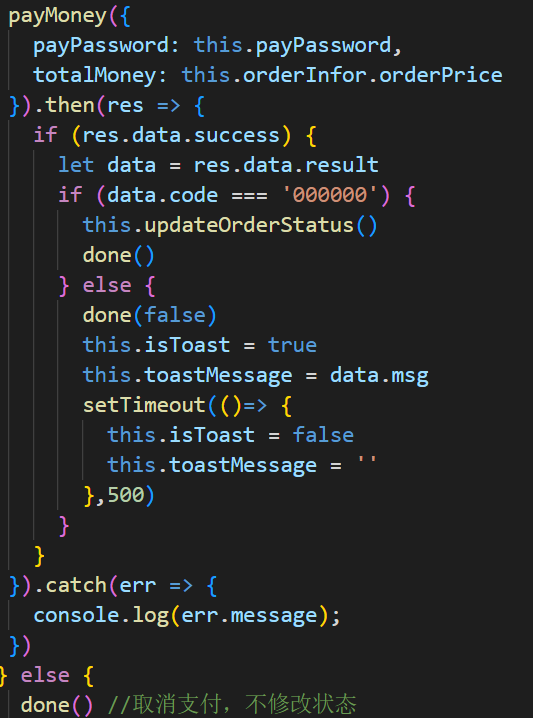 payMoney({
  payPassword: this.payPassword,
  totalMoney: this.orderInfor.orderPrice
}).then(res => {
  if (res.data.success) {
    let data = res.data.result
    if (data.code === '000000') {
      this.updateOrderStatus()
      done()
    } else {
      done(false)
      this.isToast = true
      this.toastMessage = data.msg
      setTimeout(()=> {
        this.isToast = false
        this.toastMessage = ''
      },500)
    }
  }
}).catch(err => {
  console.log(err.message);
})
} else {
 done() //取消支付，不修改状态